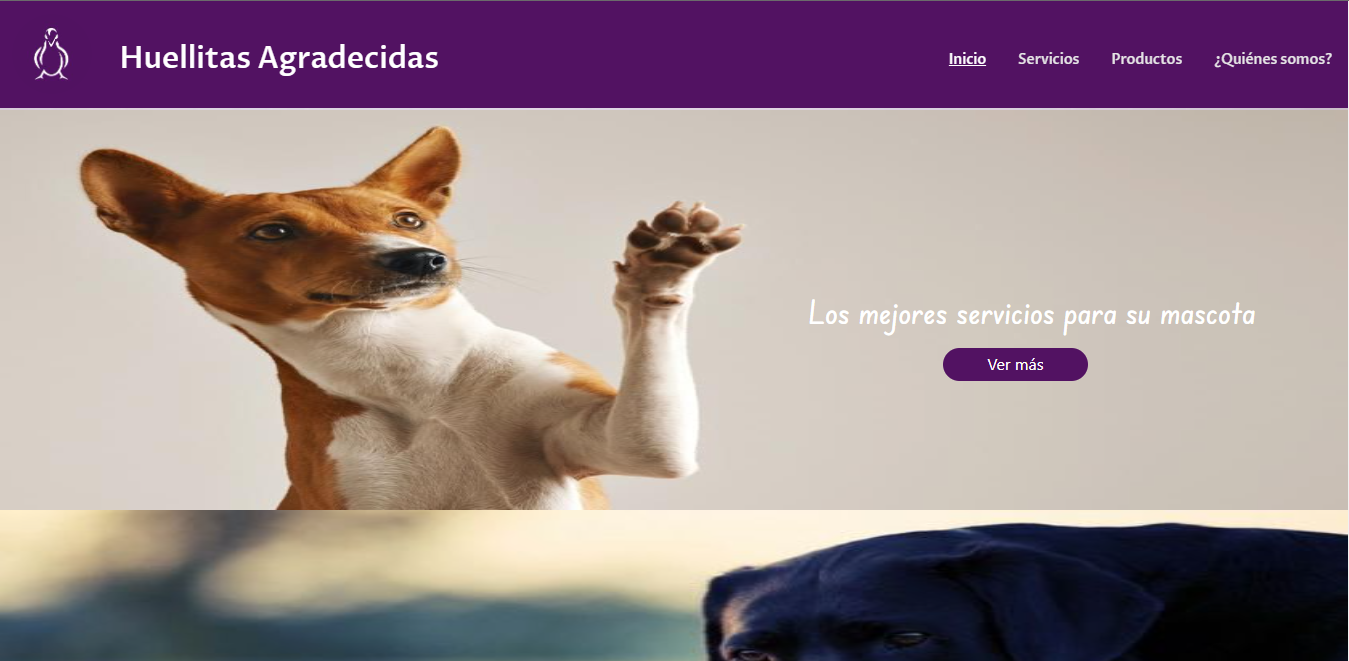 Huellitas Agradecidas
Inicio Servicios Productos ¿Quiénes somos?
Los mejores servicios para su mascota
Ver más